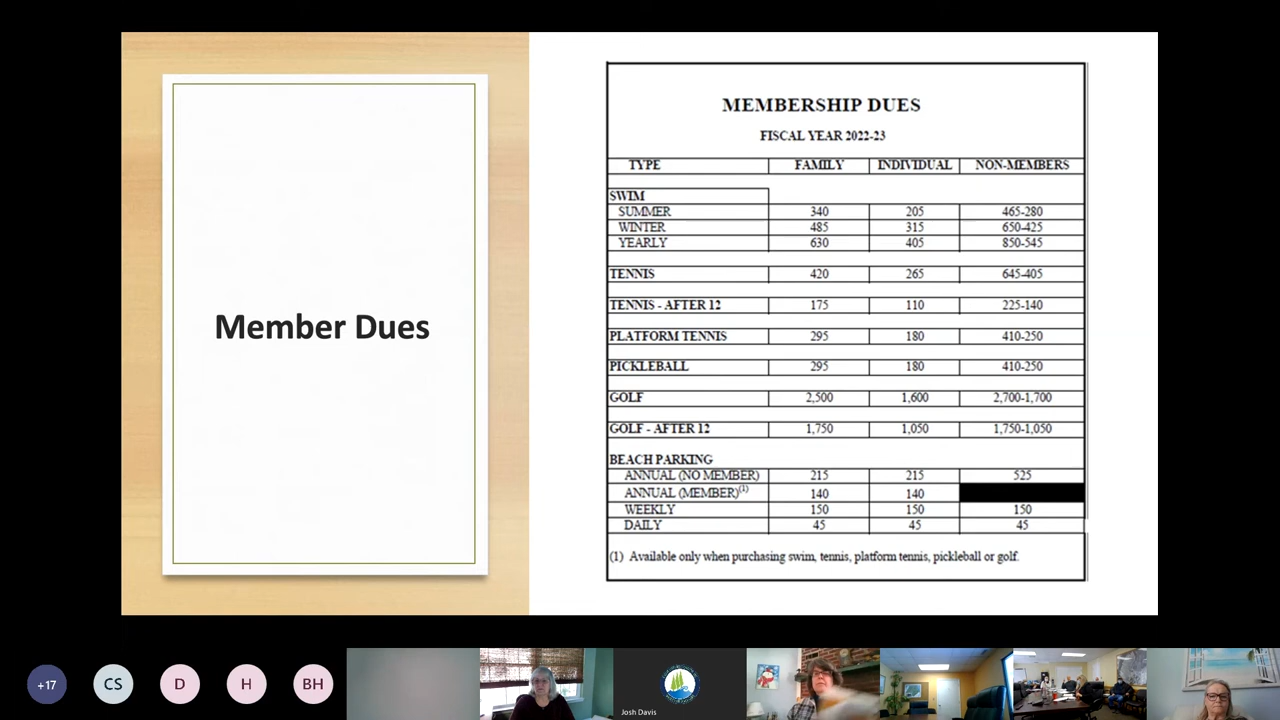 Member Dues
MEMBERSHIP DUES
FISCAL YEAR 2022-23
TYPE FAMILY INDIVIDUAL NON-MEMBERS
SWIM
SUMMER 340 205 465-280
WINTER 485 315 650-425
YEARLY 630 405 850-545
TENNIS 420 265 645-405
TENNIS - AFTER 12 175 110 225-140
PLATFORM TENNIS 295 180 410-250
PICKLEBALL 295 180 410-250
GOLF 2,500 1,600 2,700-1,700
GOLF - AFTER 12 1,750 1,050 1,750-1,050
BEACH PARKING
ANNUAL (NO MEMBER) 215 215 525
ANNUAL (MEMBER)(1) 140 140
WEEKLY 150 150 150
DAILY 45 45 45
(1) Available only when purchasing swim, tennis, platform tennis, pickleball or golf.
+17 CS D H BH
Josh Davis